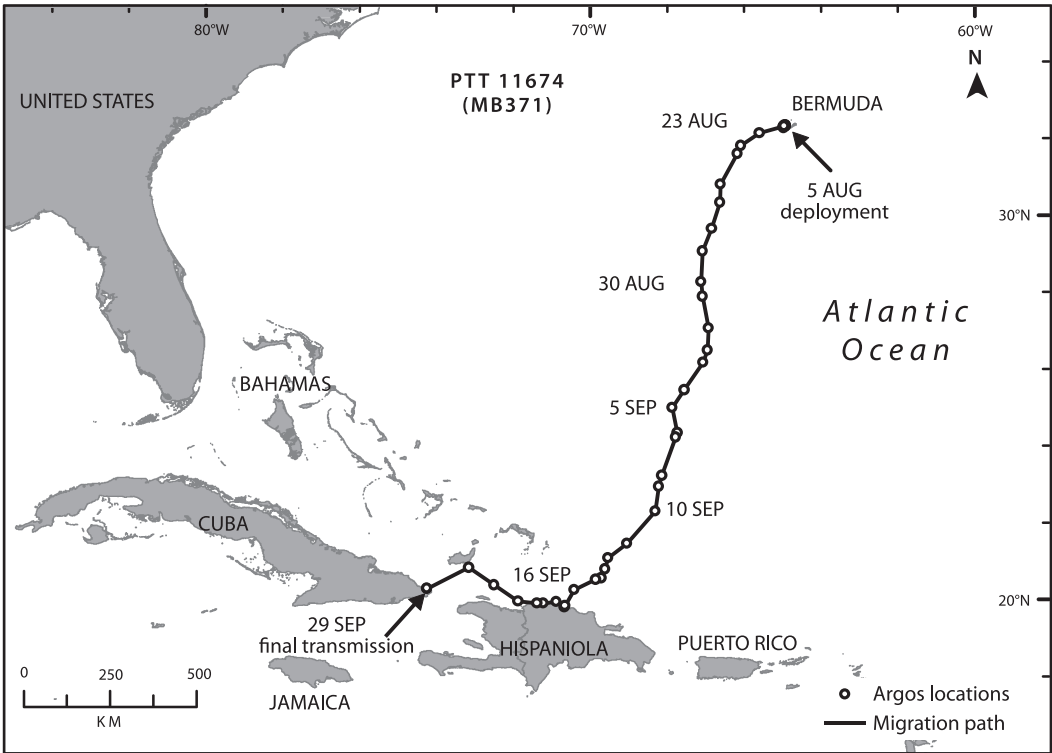 80°W
70°W
60°W
N
PTT 11674
(MB371)
UNITED STATES
BERMUDA
23 AUG
5 AUG
deployment
30°N
30 AUG
Atlantic
Ocean
BAHAMAS
5 SEP
10 SEP
CUBA
16 SEP
20°N
29 SEP
final transmission
HISPANIOLA
PUERTO RICO
0 250 500
KM
JAMAICA
Argos locations
Migration path